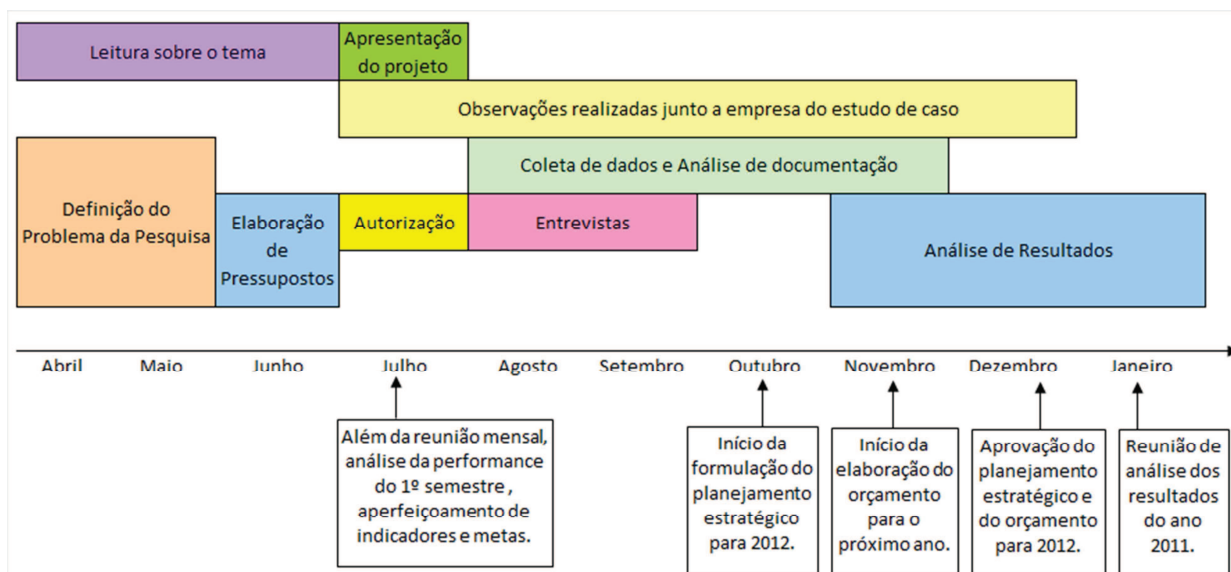 Leitura sobre o tema
Apresentação
do projeto
Observações realizadas junto a empresa do estudo de caso
Coleta de dados e Análise de documentação
Definição do
Problema da Pesquisa
Elaboração
de
Pressupostos
Autorização
Entrevistas
Análise de Resultados
Abril Maio Junho Julho Agosto Setembro Outubro Novembro Dezembro Janeiro
Além da reunião mensal,
análise da performance
do 1º semestre ,
aperfeiçoamento de
indicadores e metas.
Início da
formulação do
planejamento
estratégico
para 2012.
Início da
elaboração do
orçamento
para o
próximo ano.
Aprovação do
planejamento
estratégico e
do orçamento
para 2012.
Reunião de
análise dos
resultados
do ano
2011.